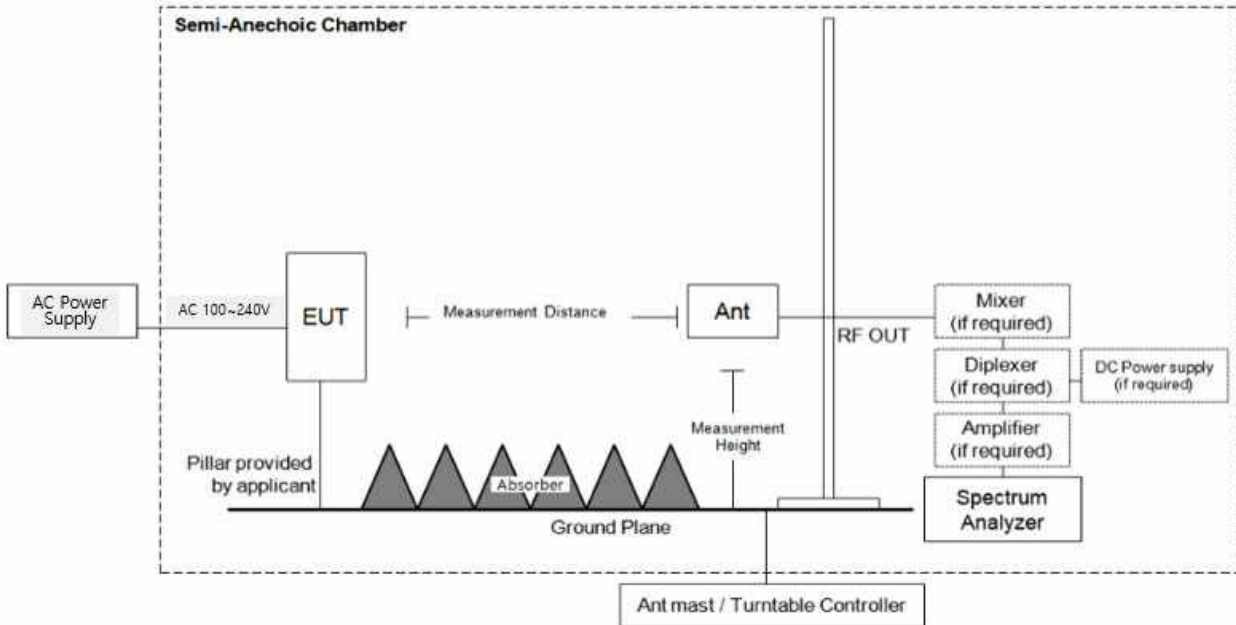 Semi-Anechoic Chamber
AC Power
Supply
AC 100~240V
EUT
Measurement Distance
Ant
RF OUT
Mixer
(if required)
Diplexer
(if required)
DC Power supply
(if required)
Amplifier
(if required)
Spectrum
Analyzer
Measurement
Height
Pillar provided
by applicant
Absorber
Ground Plane
Ant mast / Turntable Controller